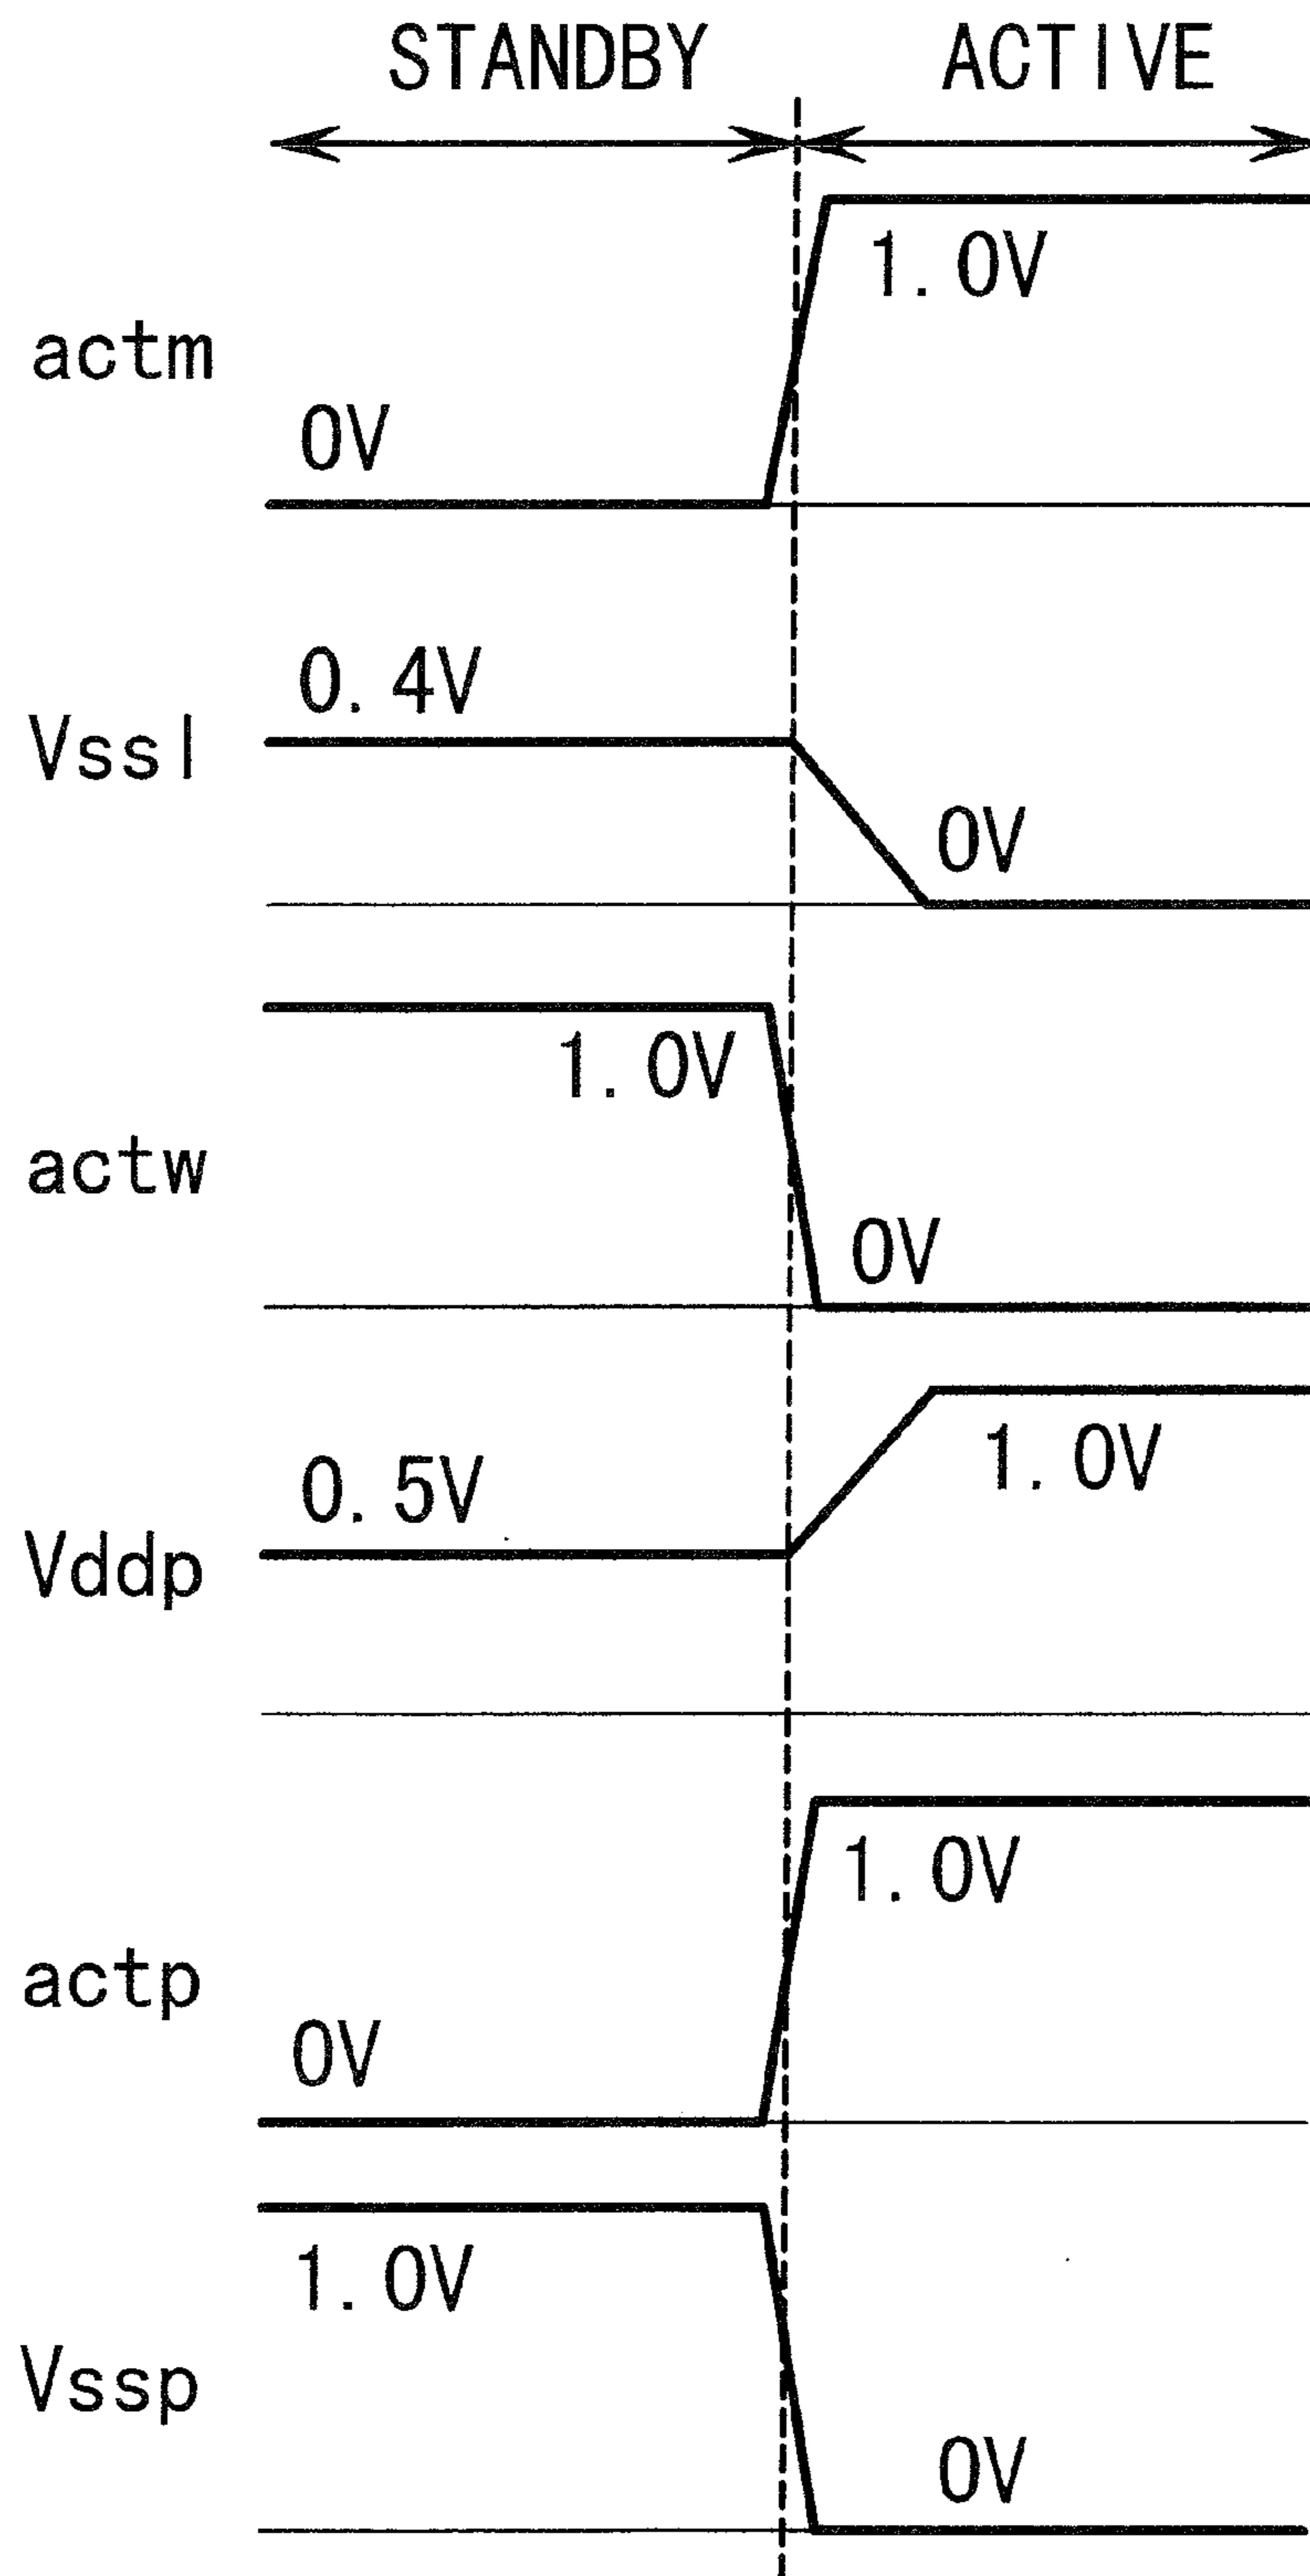 STANDBY ACTIVE
1.0V
actm
0V
0.4V
Vssl
0V
1.0V
actw
0V
1.0V
0.5V
Vddp
1.0V
actp
0V
1.0V
Vssp
0V